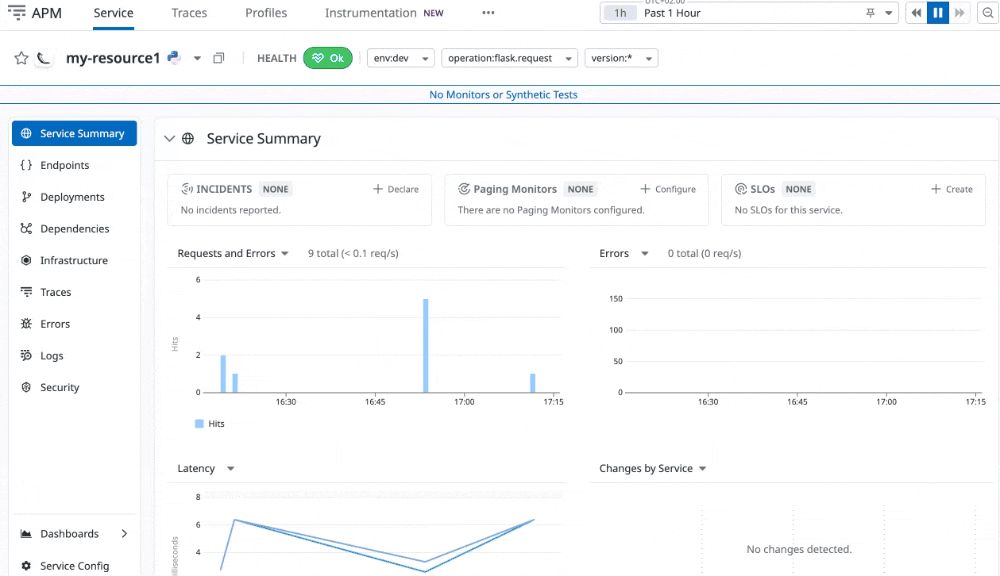 APM Service Traces Profiles Instrumentation NEW ••• 1h Past 1 Hour
UTC+02:00
my-resource1 HEALTH Ok env:dev operation:flask.request version:*
No Monitors or Synthetic Tests
Service Summary
Endpoints
Deployments
Dependencies
Infrastructure
Traces
Errors
Logs
Security
Dashboards
Service Config
Service Summary
INCIDENTS NONE + Declare
No incidents reported.
Paging Monitors NONE + Configure
There are no Paging Monitors configured.
SLOs NONE + Create
No SLOs for this service.
Requests and Errors 9 total (< 0.1 req/s)
6
4
2
0
Hits
16:30 16:45 17:00 17:15
Hits
Errors 0 total (0 req/s)
150
100
50
0
16:30 16:45 17:00 17:15
Latency
8
6
4
Changes by Service
No changes detected.